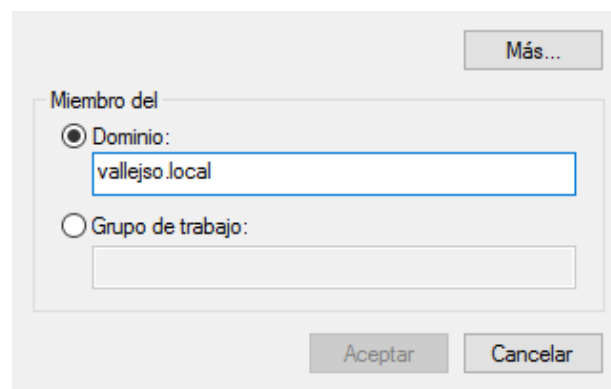 Más...
Miembro del
Dominio:
vallejso.local
Grupo de trabajo:
Aceptar
Cancelar